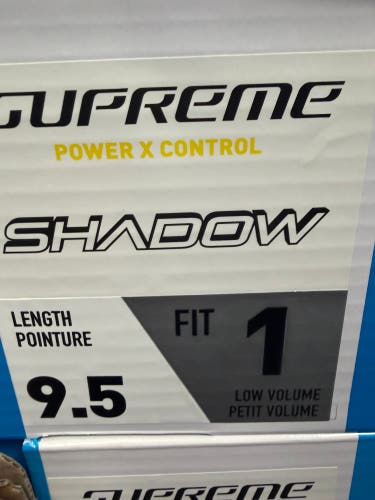 SUPREME
POWER X CONTROL
SHADOW
LENGTH
POINTURE
9.5
FIT 1
LOW VOLUME
PETIT VOLUME
SUPREME